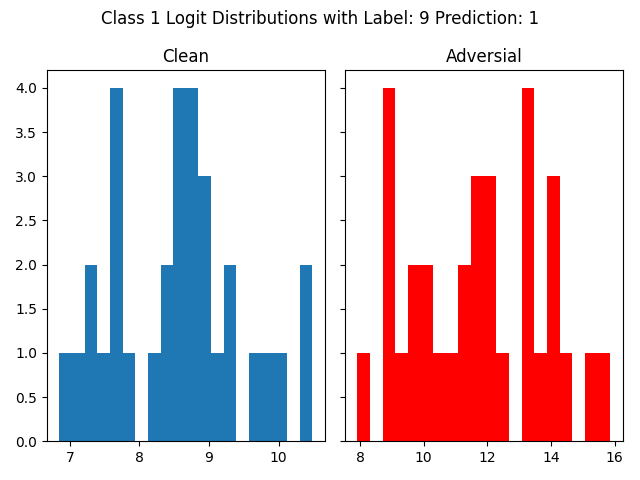 Class 1 Logit Distributions with Label: 9 Prediction: 1
Clean
Adversial
4.0
3.5
3.0
2.5
2.0
1.5
1.0
0.5
0.0
7 8 9 10
8 10 12 14 16